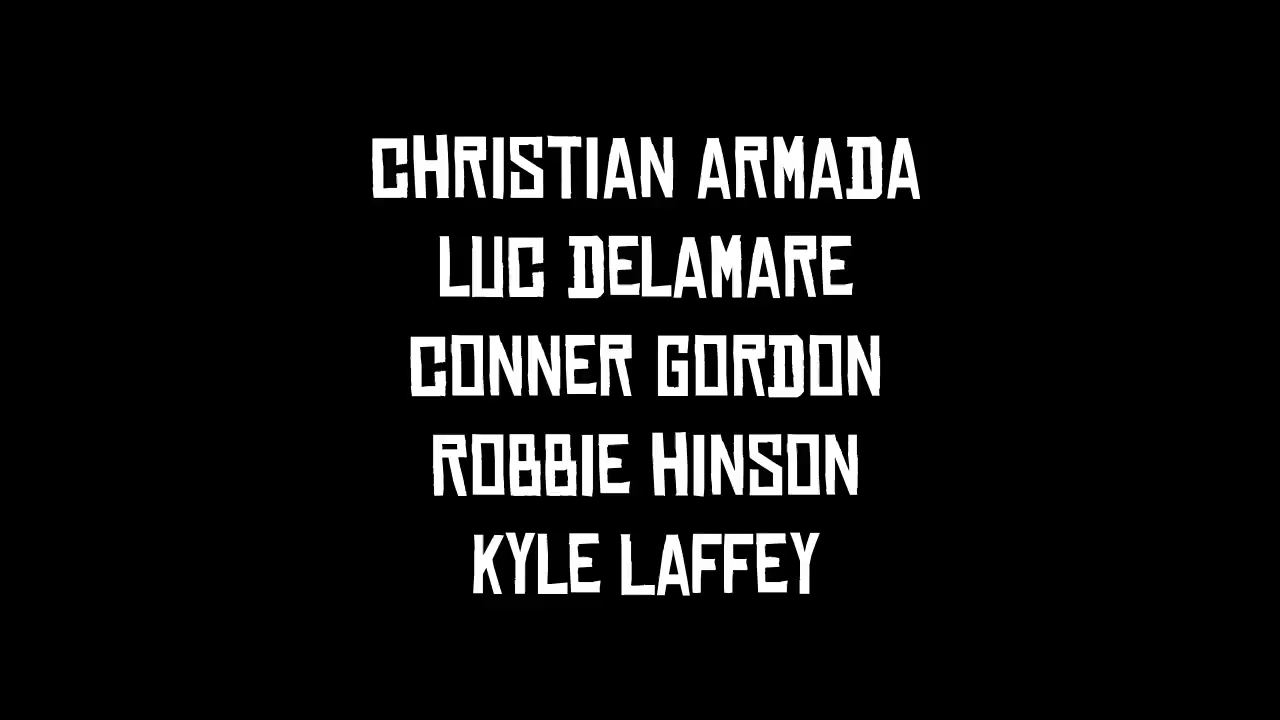 CHRISTIAN ARMADA
LUC DELAMARE
CONNER GORDON
ROBBIE HINSON
KYLE LAFFEY